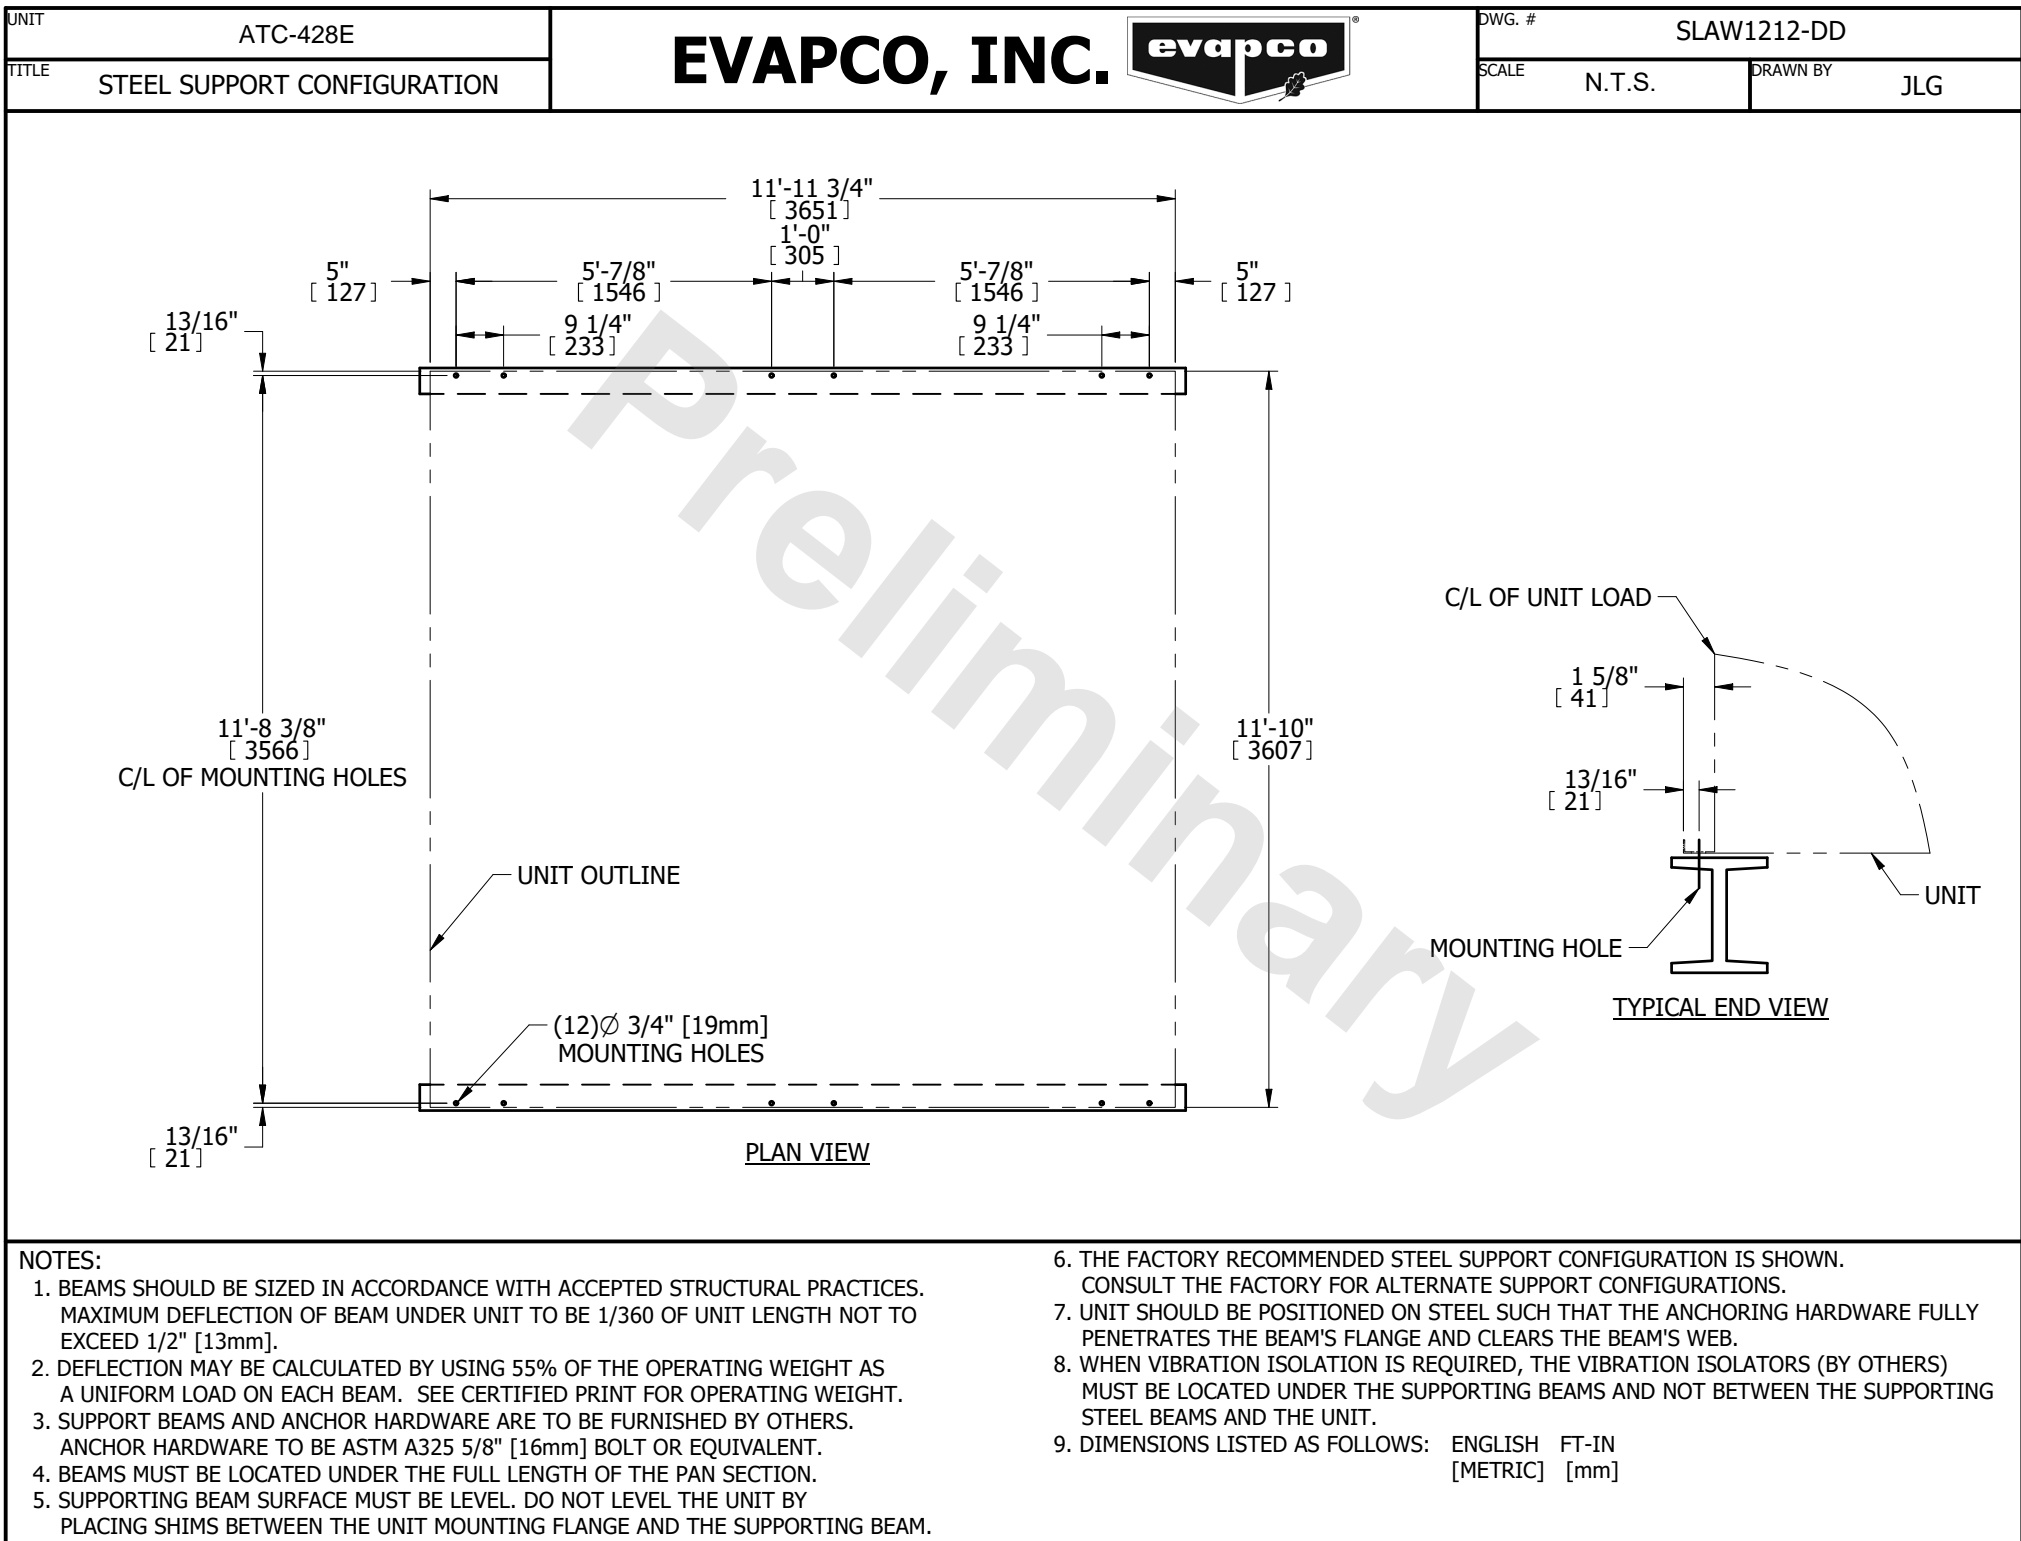 UNIT
ATC-428E
TITLE
STEEL SUPPORT CONFIGURATION
EVAPCO, INC.
evapco®
DWG. #
SLAW1212-DD
SCALE
N.T.S.
DRAWN BY
JLG
11'-11 3/4"
[ 3651]
1'-0"
[ 305 ]
5"
[ 127]
5'-7/8"
[ 1546 ]
5'-7/8"
[ 1546 ]
5"
[ 127 ]
13/16"
[ 21]
9 1/4"
[ 233]
9 1/4"
[ 233 ]
Preliminary
11'-8 3/8"
[ 3566]
C/L OF MOUNTING HOLES
11'-10"
[ 3607]
UNIT OUTLINE
(12)∅ 3/4" [19mm]
MOUNTING HOLES
13/16"
[ 21]
PLAN VIEW
C/L OF UNIT LOAD
1 5/8"
[ 41]
13/16"
[ 21]
UNIT
MOUNTING HOLE
TYPICAL END VIEW
NOTES:
1. BEAMS SHOULD BE SIZED IN ACCORDANCE WITH ACCEPTED STRUCTURAL PRACTICES.
MAXIMUM DEFLECTION OF BEAM UNDER UNIT TO BE 1/360 OF UNIT LENGTH NOT TO
EXCEED 1/2" [13mm].
2. DEFLECTION MAY BE CALCULATED BY USING 55% OF THE OPERATING WEIGHT AS
A UNIFORM LOAD ON EACH BEAM. SEE CERTIFIED PRINT FOR OPERATING WEIGHT.
3. SUPPORT BEAMS AND ANCHOR HARDWARE ARE TO BE FURNISHED BY OTHERS.
ANCHOR HARDWARE TO BE ASTM A325 5/8" [16mm] BOLT OR EQUIVALENT.
4. BEAMS MUST BE LOCATED UNDER THE FULL LENGTH OF THE PAN SECTION.
5. SUPPORTING BEAM SURFACE MUST BE LEVEL. DO NOT LEVEL THE UNIT BY
PLACING SHIMS BETWEEN THE UNIT MOUNTING FLANGE AND THE SUPPORTING BEAM.
6. THE FACTORY RECOMMENDED STEEL SUPPORT CONFIGURATION IS SHOWN.
CONSULT THE FACTORY FOR ALTERNATE SUPPORT CONFIGURATIONS.
7. UNIT SHOULD BE POSITIONED ON STEEL SUCH THAT THE ANCHORING HARDWARE FULLY
PENETRATES THE BEAM'S FLANGE AND CLEARS THE BEAM'S WEB.
8. WHEN VIBRATION ISOLATION IS REQUIRED, THE VIBRATION ISOLATORS (BY OTHERS)
MUST BE LOCATED UNDER THE SUPPORTING BEAMS AND NOT BETWEEN THE SUPPORTING
STEEL BEAMS AND THE UNIT.
9. DIMENSIONS LISTED AS FOLLOWS: ENGLISH FT-IN
[METRIC] [mm]